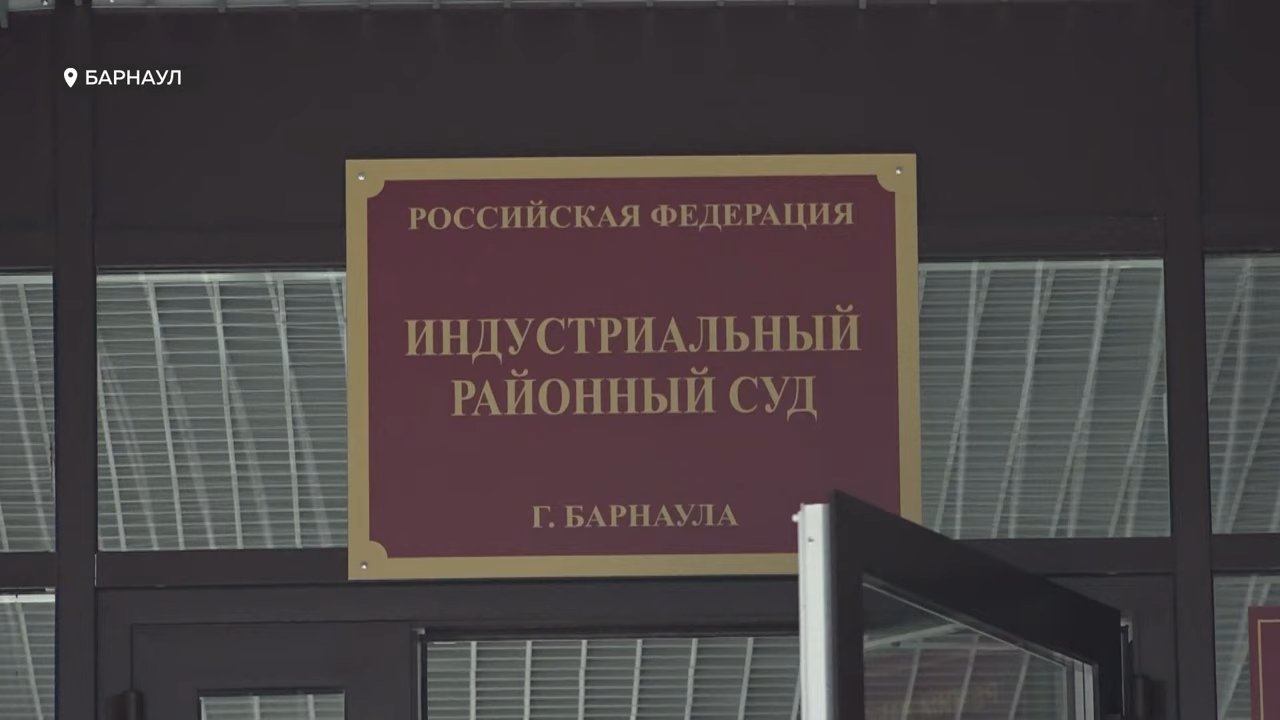 БАРНАУЛ
РОССИЙСКАЯ ФЕДЕРАЦИЯ
ИНДУСТРИАЛЬНЫЙ
РАЙОННЫЙ СУД
Г. БАРНАУЛА